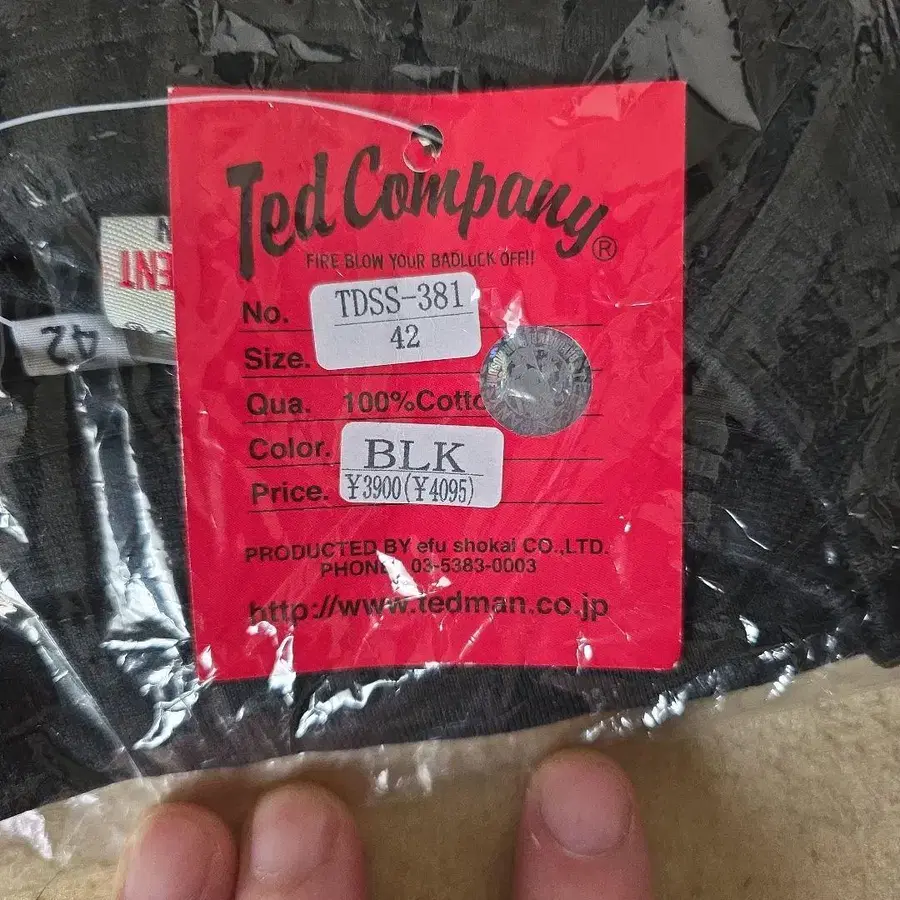 Ted Company®
FIRE BLOW YOUR BADLUCK OFF!!
No. TDSS-381
Size. 42
Qua. 100%Cotto
Color. BLK
Price. ¥3900(¥4095)
PRODUCTED BY efu shokai CO.,LTD.
PHONE 03-5383-0003
http://www.tedman.co.jp
ENT
42